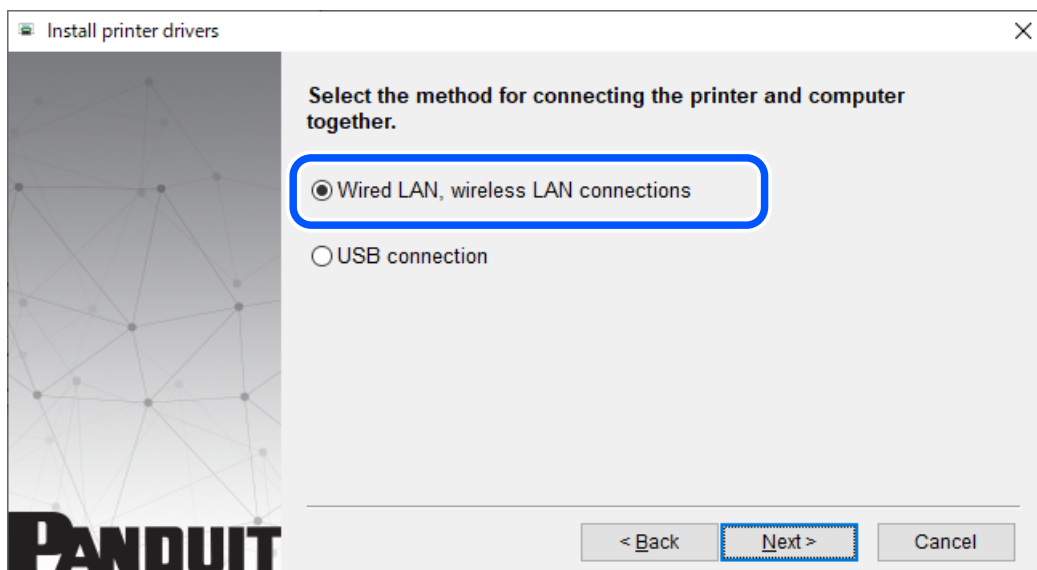 Install printer drivers
Select the method for connecting the printer and computer
together.
Wired LAN, wireless LAN connections
USB connection
PANDUIT
< Back
Next >
Cancel